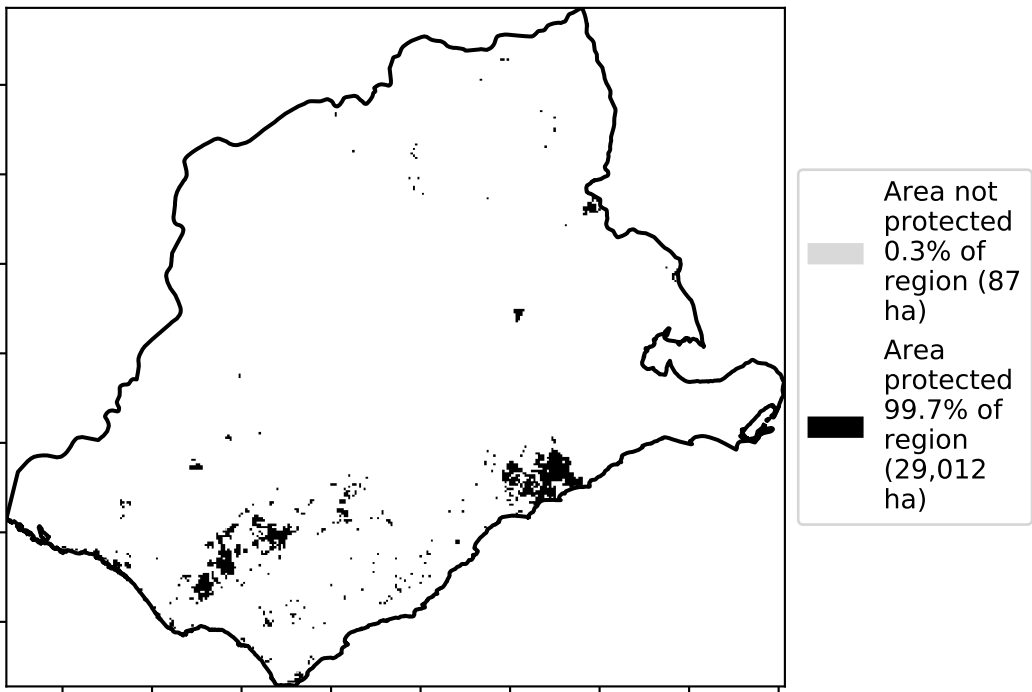 Area not
protected
0.3% of
region (87
ha)
Area
protected
99.7% of
region
(29,012
ha)